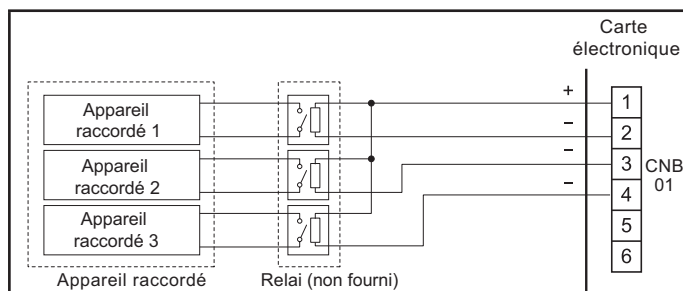 Carte
électronique
Appareil
raccordé 1
Appareil
raccordé 2
Appareil
raccordé 3
+
−
−
−
1
2
3
4
5
6
CNB
01
Appareil raccordé
Relai (non fourni)